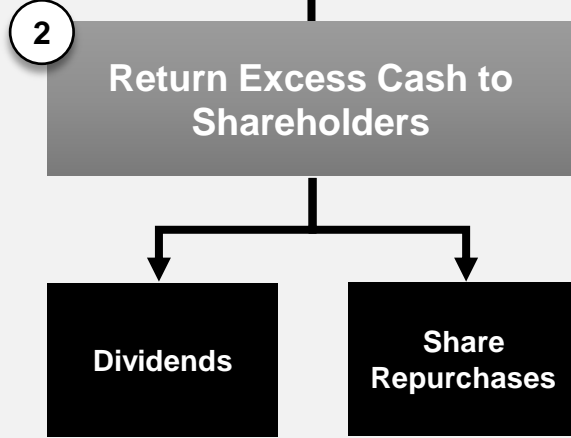 2
Return Excess Cash to
Shareholders
Dividends
Share
Repurchases